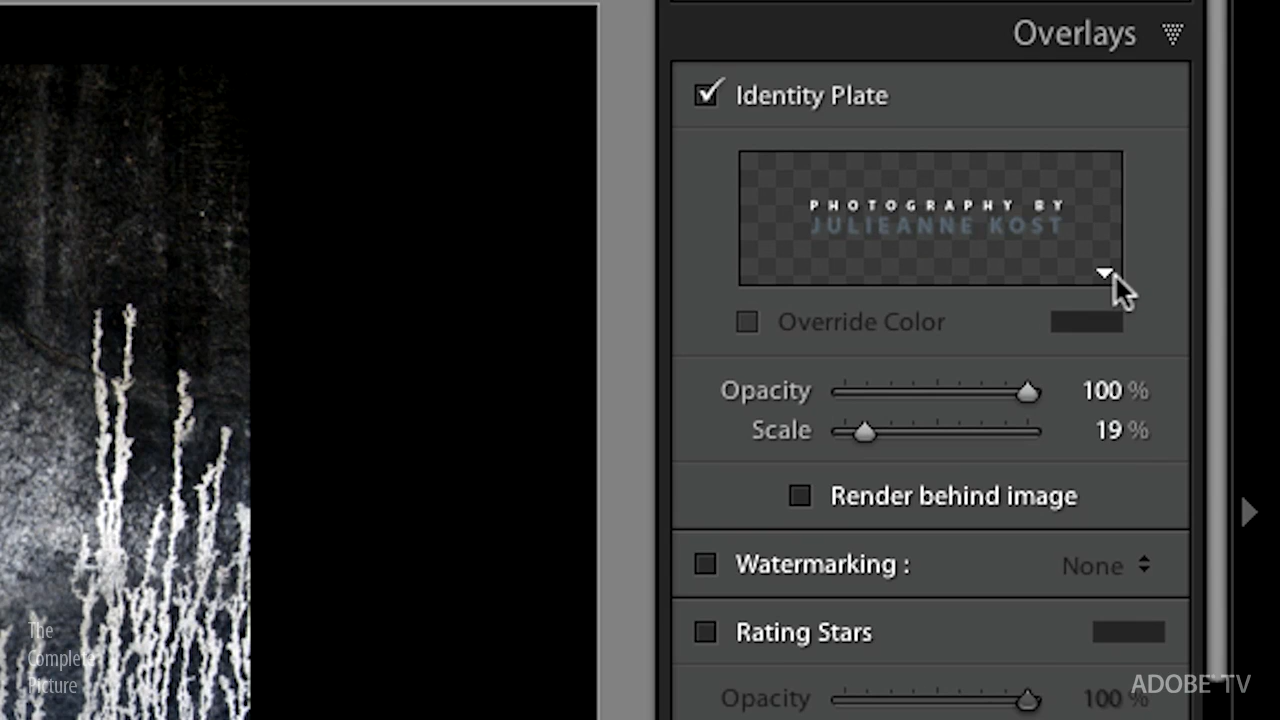 Overlays
Identity Plate
PHOTOGRAPHY BY
JULIEANNE KOST
Override Color
Opacity 100 %
Scale 19 %
Render behind image
Watermarking : None
Rating Stars
Opacity 100 %
The
Complete
Picture
ADOBE TV